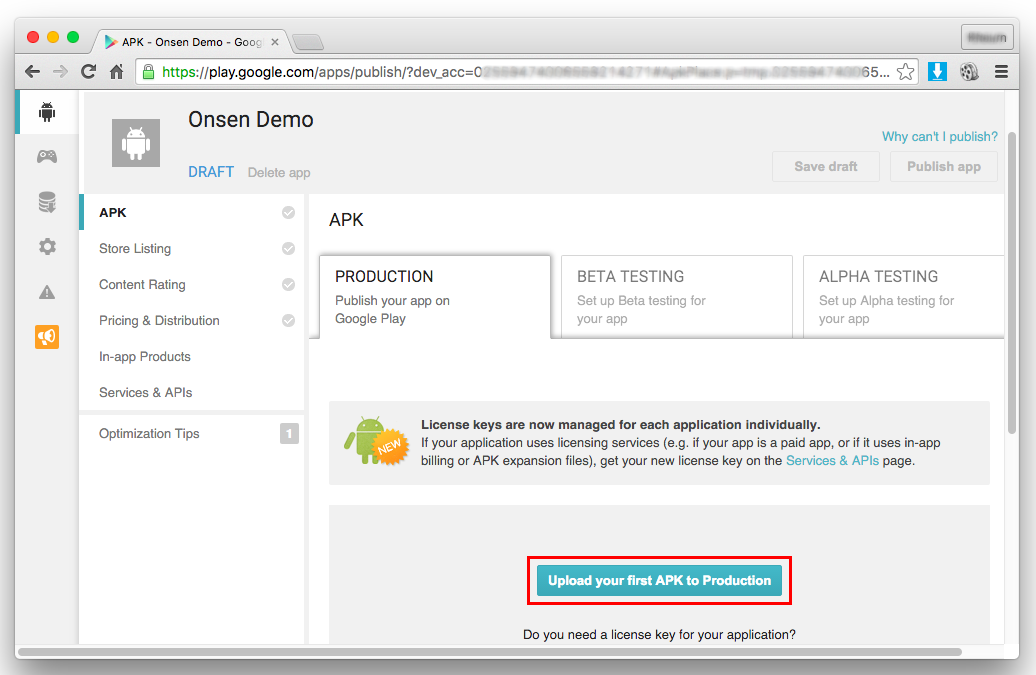 APK - Onsen Demo - Goog
https://play.google.com/apps/publish/?dev_acc=0
65...
Onsen Demo
DRAFT Delete app
Why can't I publish?
Save draft
Publish app
APK
Store Listing
Content Rating
Pricing & Distribution
In-app Products
Services & APIs
Optimization Tips 1
APK
PRODUCTION
Publish your app on
Google Play
BETA TESTING
Set up Beta testing for
your app
ALPHA TESTING
Set up Alpha testing for
your app
NEW
License keys are now managed for each application individually.
If your application uses licensing services (e.g. if your app is a paid app, or if it uses in-app
billing or APK expansion files), get your new license key on the Services & APIs page.
Upload your first APK to Production
Do you need a license key for your application?